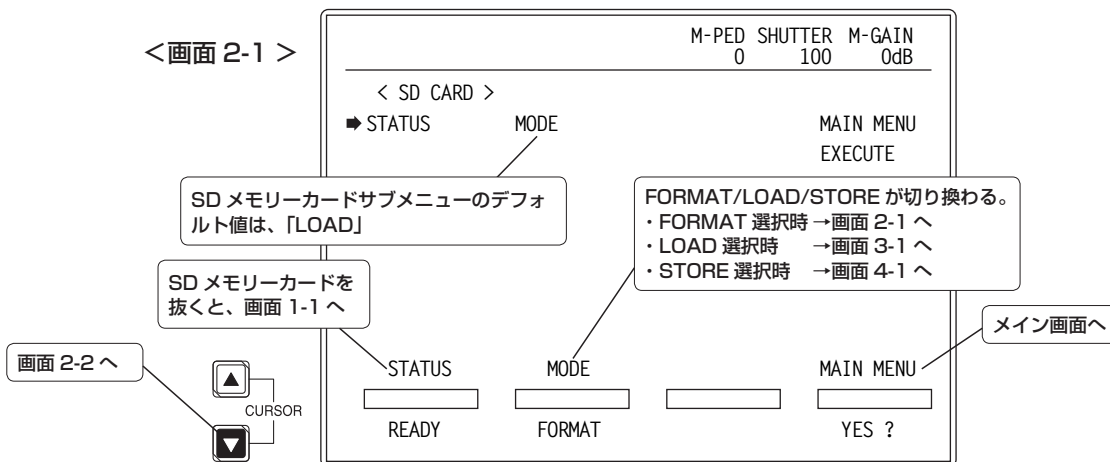 ＜画面 2-1 ＞
M-PED SHUTTER M-GAIN
0 100 0dB
< SD CARD >
➡ STATUS MODE MAIN MENU
EXECUTE
SD メモリーカードサブメニューのデフォ
ルト値は、「LOAD」
FORMAT/LOAD/STORE が切り換わる。
・FORMAT 選択時 →画面 2-1 へ
・LOAD 選択時 →画面 3-1 へ
・STORE 選択時 →画面 4-1 へ
SD メモリーカードを
抜くと、画面 1-1 へ
メイン画面へ
画面 2-2 へ
STATUS MODE MAIN MENU
CURSOR
READY FORMAT YES ?